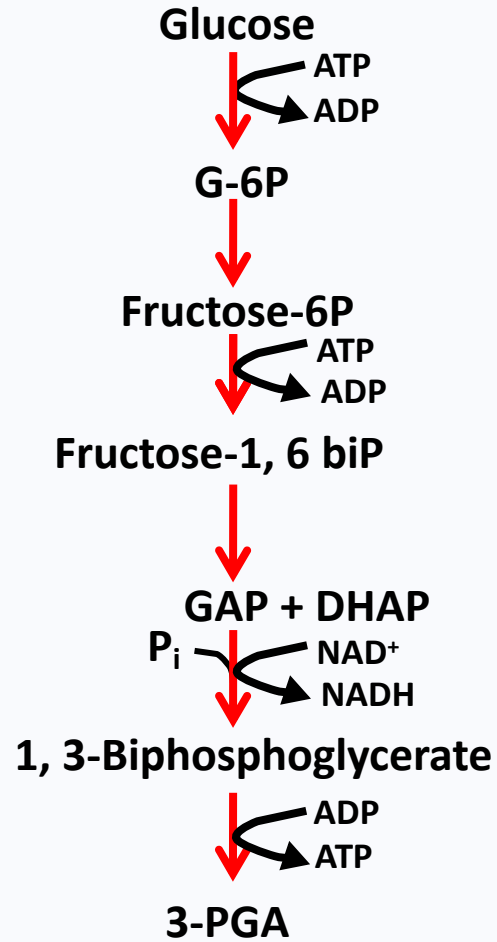 Glucose
ATP
ADP
G-6P
Fructose-6P
ATP
ADP
Fructose-1, 6 biP
GAP + DHAP
Pi
NAD+
NADH
1, 3-Biphosphoglycerate
ADP
ATP
3-PGA